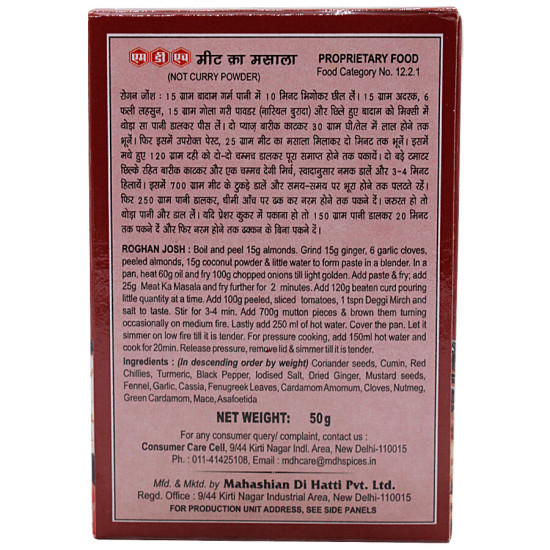 एम डी एच मीट का मसाला
(NOT CURRY POWDER)
PROPRIETARY FOOD
Food Category No. 12.2.1
रोगन जोश : 15 ग्राम बादाम गर्म पानी में 10 मिनट भिगोकर छील लें। 15 ग्राम अदरक, 6
फली लहसुन, 15 ग्राम गोला गरी पावडर (नारियल बुरादा) और छिले हुए बादाम को मिक्सी में
थोड़ा सा पानी डालकर पीस लें। दो प्याज़ बारीक काटकर 30 ग्राम घी/तेल में लाल होने तक
भूनें। फिर इसमें उपरोक्त पेस्ट, 25 ग्राम मीट का मसाला मिलाकर दो मिनट तक भूनें। इसमें
मथे हुए 120 ग्राम दही को दो-दो चम्मच डालकर पूरा समाप्त होने तक पकायें। दो बड़े टमाटर
छिल्के रहित बारीक काटकर और एक चम्मच देगी मिर्च, स्वादानुसार नमक डालें और 3-4 मिनट
हिलायें। इसमें 700 ग्राम मीट के टुकड़े डालें और समय-समय पर भूरा होने तक पलटते रहें।
फिर 250 ग्राम पानी डालकर, धीमी आँच पर ढक कर नरम होने तक पकने दें। जरुरत हो तो
थोड़ा पानी और डाल लें। यदि प्रेशर कुकर में पकाना हो तो 150 ग्राम पानी डालकर 20 मिनट
तक पकने दें और फिर नरम होने तक ढक्कन के बिना पकने दें।
ROGHAN JOSH : Boil and peel 15g almonds. Grind 15g ginger, 6 garlic cloves,
peeled almonds, 15g coconut powder & little water to form paste in a blender. In a
pan, heat 60g oil and fry 100g chopped onions till light golden. Add paste & fry; add
25g Meat Ka Masala and fry further for 2 minutes. Add 120g beaten curd pouring
little quantity at a time. Add 100g peeled, sliced tomatoes, 1 tspn Deggi Mirch and
salt to taste. Stir for 3-4 min. Add 700g mutton pieces & brown them turning
occasionally on medium fire. Lastly add 250 ml of hot water. Cover the pan. Let it
simmer on low fire till it is tender. For pressure cooking, add 150ml hot water and
cook for 20min. Release pressure, remove lid & simmer till it is tender.
Ingredients : (In descending order by weight) Coriander seeds, Cumin, Red
Chillies, Turmeric, Black Pepper, Iodised Salt, Dried Ginger, Mustard seeds,
Fennel, Garlic, Cassia, Fenugreek Leaves, Cardamom Amomum, Cloves, Nutmeg,
Green Cardamom, Mace, Asafoetida
NET WEIGHT: 50g
For any consumer query/ complaint, contact us :
Consumer Care Cell, 9/44 Kirti Nagar Indl. Area, New Delhi-110015
Ph. : 011-41425108, Email : mdhcare@mdhspices.in
Mfd. & Mktd. by Mahashian Di Hatti Pvt. Ltd.
Regd. Office : 9/44 Kirti Nagar Industrial Area, New Delhi-110015
FOR PRODUCTION UNIT ADDRESS, SEE SIDE PANELS